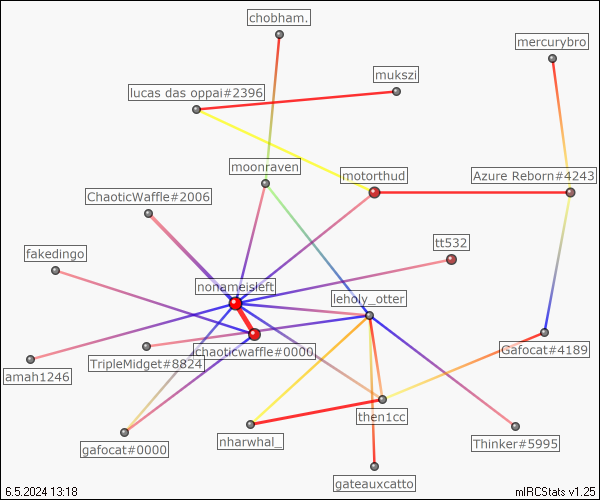 chobham.
mercurybro
mukszi
lucas das oppai#2396
moonraven
motorthud
Azure Reborn#4243
ChaoticWaffle#2006
tt532
fakedingo
nonameisleft
leholy_otter
chaoticwaffle#0000
Gafocat#4189
TripleMidget#8824
amah1246
then1cc
gafocat#0000
nharwhal_
Thinker#5995
gateauxcatto
6.5.2024 13:18
mIRCStats v1.25